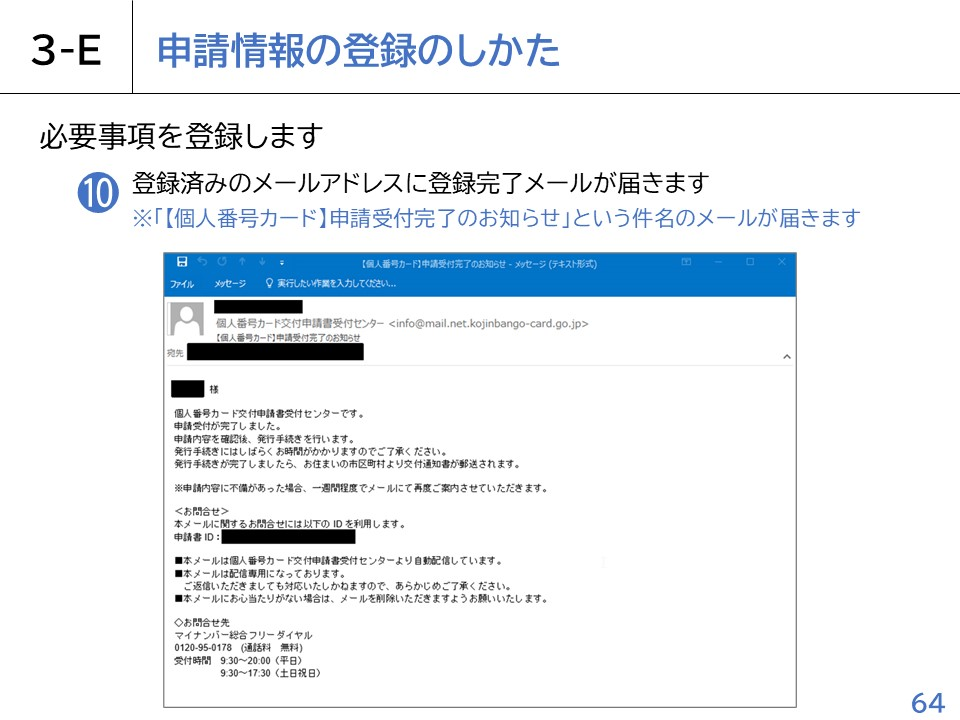 3-E
申請情報の登録のしかた
必要事項を登録します
10 登録済みのメールアドレスに登録完了メールが届きます
※「【個人番号カード】申請受付完了のお知らせ」という件名のメールが届きます
【個人番号カード】申請受付完了のお知らせ - メッセージ (テキスト形式)
ファイル メッセージ 実行したい作業を入力してください...
個人番号カード交付申請書受付センター <info@mail.net.kojinbango-card.go.jp>
【個人番号カード】申請受付完了のお知らせ
宛先
様
個人番号カード交付申請書受付センターです。
申請受付が完了しました。
申請内容を確認後、発行手続きを行います。
発行手続きにはしばらくお時間がかかりますのでご了承ください。
発行手続きが完了しましたら、お住まいの市区町村より交付通知書が郵送されます。
※申請内容に不備があった場合、一週間程度でメールにて再度ご案内させていただきます。
＜お問合せ＞
本メールに関するお問合せには以下の ID を利用します。
申請書 ID：
■本メールは個人番号カード交付申請書受付センターより自動配信しています。
■本メールは配信専用になっております。
ご返信いただきましても対応いたしかねますので、あらかじめご了承ください。
■本メールにお心当たりがない場合は、メールを削除いただきますようお願いいたします。
◇お問合せ先
マイナンバー総合フリーダイヤル
0120-95-0178 (通話料 無料)
受付時間 9:30～20:00（平日）
9:30～17:30（土日祝日）
64